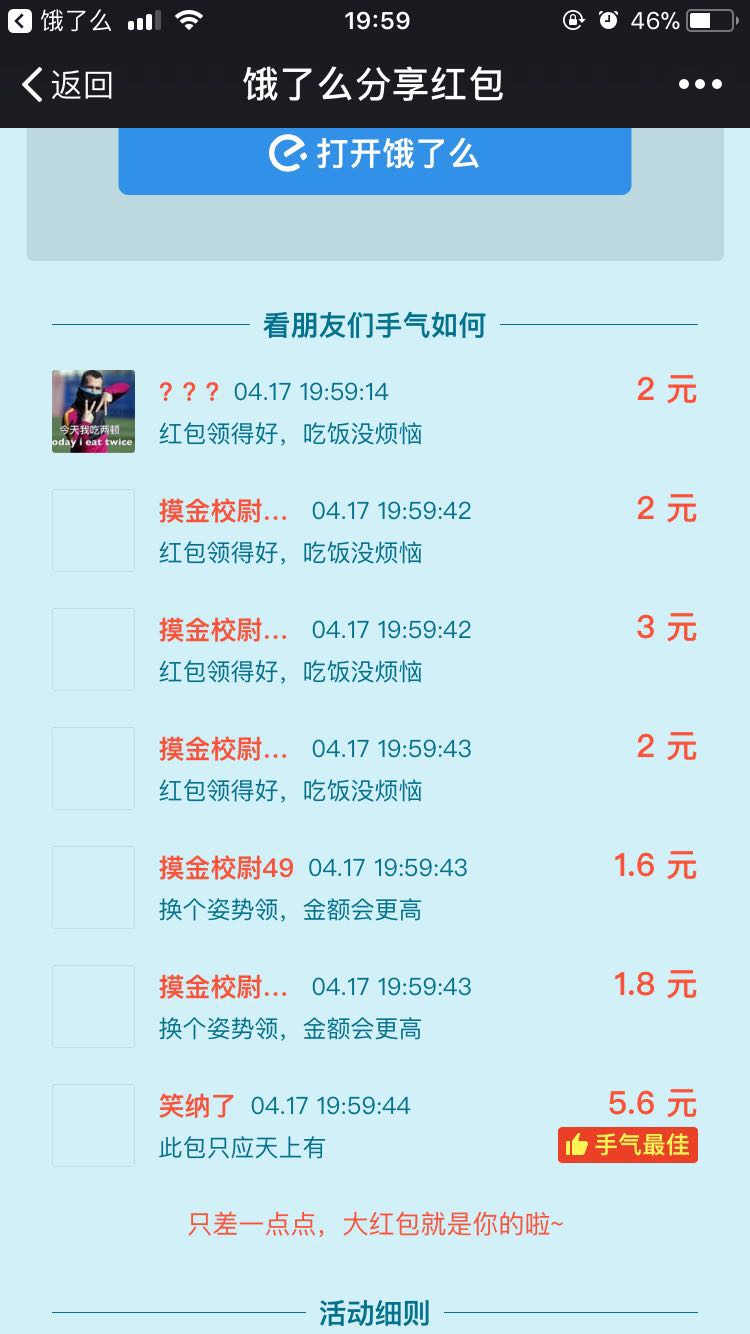 饿了么
19:59
46%
返回
饿了么分享红包
打开饿了么
看朋友们手气如何
？？？ 04.17 19:59:14
2 元
红包领得好，吃饭没烦恼
今天我吃两顿
oday i eat twice
摸金校尉... 04.17 19:59:42
2 元
红包领得好，吃饭没烦恼
摸金校尉... 04.17 19:59:42
3 元
红包领得好，吃饭没烦恼
摸金校尉... 04.17 19:59:43
2 元
红包领得好，吃饭没烦恼
摸金校尉49 04.17 19:59:43
1.6 元
换个姿势领，金额会更高
摸金校尉... 04.17 19:59:43
1.8 元
换个姿势领，金额会更高
笑纳了 04.17 19:59:44
5.6 元
此包只应天上有
手气最佳
只差一点点，大红包就是你的啦~
活动细则